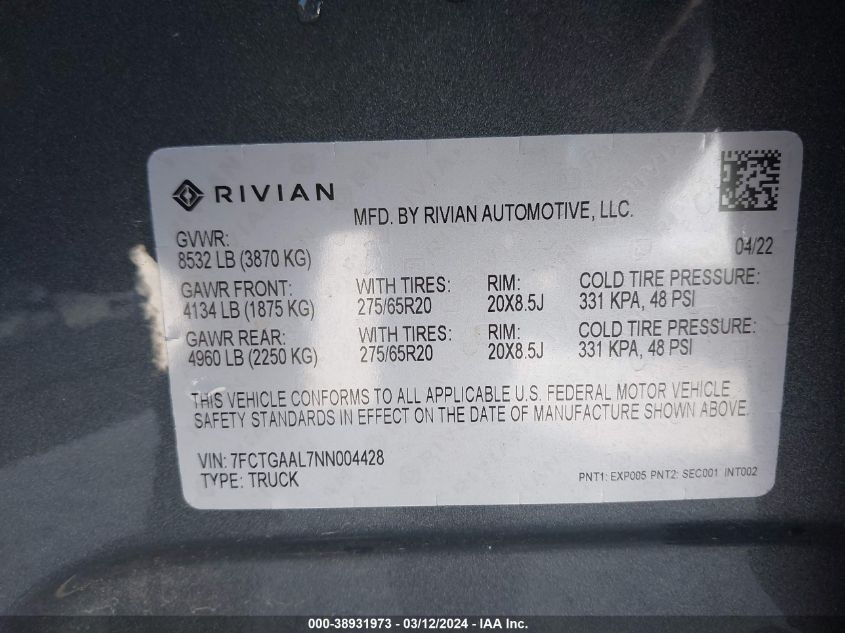 RIVIAN
MFD. BY RIVIAN AUTOMOTIVE, LLC.
04/22
GVWR:
8532 LB (3870 KG)
GAWR FRONT: WITH TIRES: RIM: COLD TIRE PRESSURE:
4134 LB (1875 KG) 275/65R20 20X8.5J 331 KPA, 48 PSI
GAWR REAR: WITH TIRES: RIM: COLD TIRE PRESSURE:
4960 LB (2250 KG) 275/65R20 20X8.5J 331 KPA, 48 PSI
THIS VEHICLE CONFORMS TO ALL APPLICABLE U.S. FEDERAL MOTOR VEHICLE
SAFETY STANDARDS IN EFFECT ON THE DATE OF MANUFACTURE SHOWN ABOVE.
VIN: 7FCTGAAL7NN004428
TYPE: TRUCK
PNT1: EXP005 PNT2: SEC001 INT002
000-38931973 - 03/12/2024 - IAA Inc.